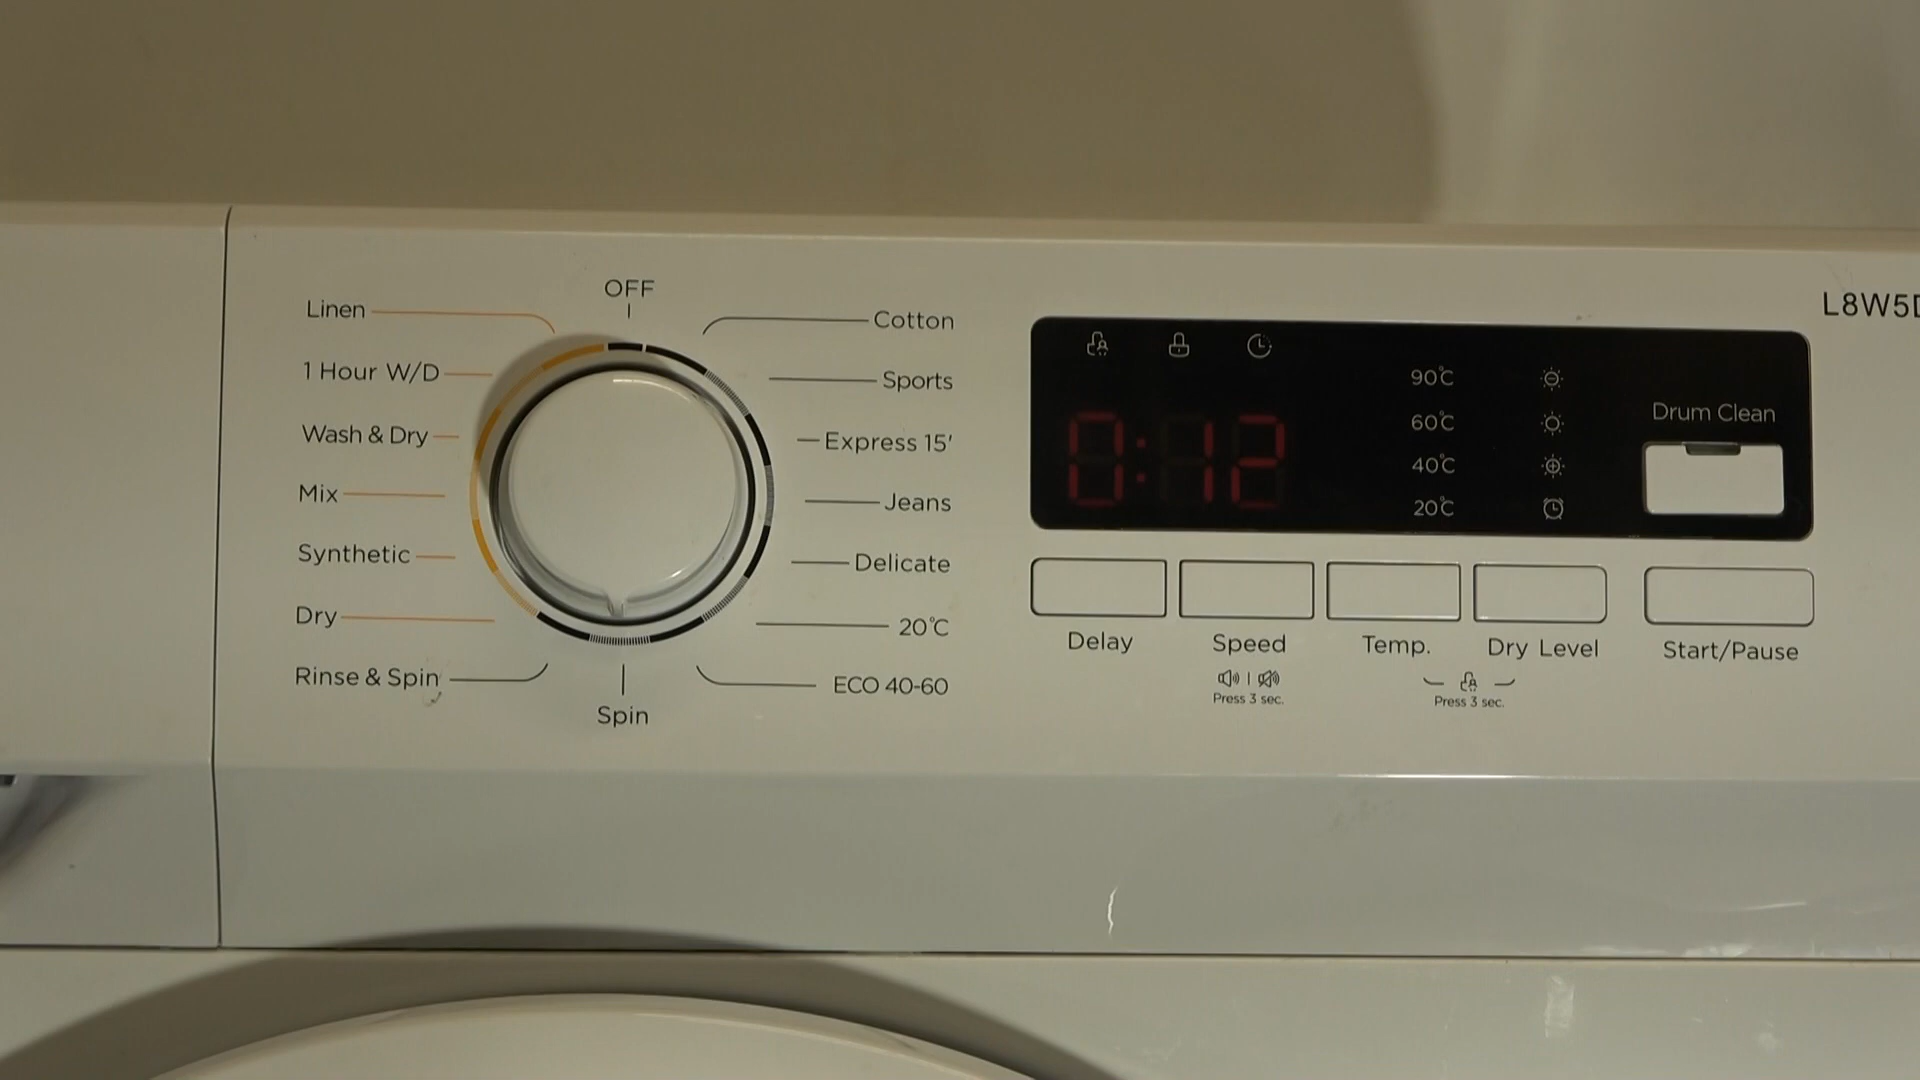 OFF
Linen
1 Hour W/D
Wash & Dry
Mix
Synthetic
Dry
Rinse & Spin
Spin
Cotton
Sports
Express 15'
Jeans
Delicate
20°C
ECO 40-60
0:12
90°C
60°C
40°C
20°C
Drum Clean
Delay
Speed
Press 3 sec.
Temp.
Dry Level
Press 3 sec.
Start/Pause